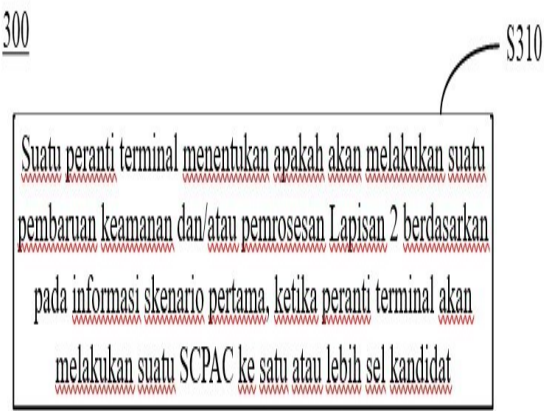 300
S310
Suatu peranti terminal menentukan apakah akan melakukan suatu
pembaruan keamanan dan/atau pemrosesan Lapisan 2 berdasarkan
pada informasi skenario pertama, ketika peranti terminal akan
melakukan suatu SCPAC ke satu atau lebih sel kandidat